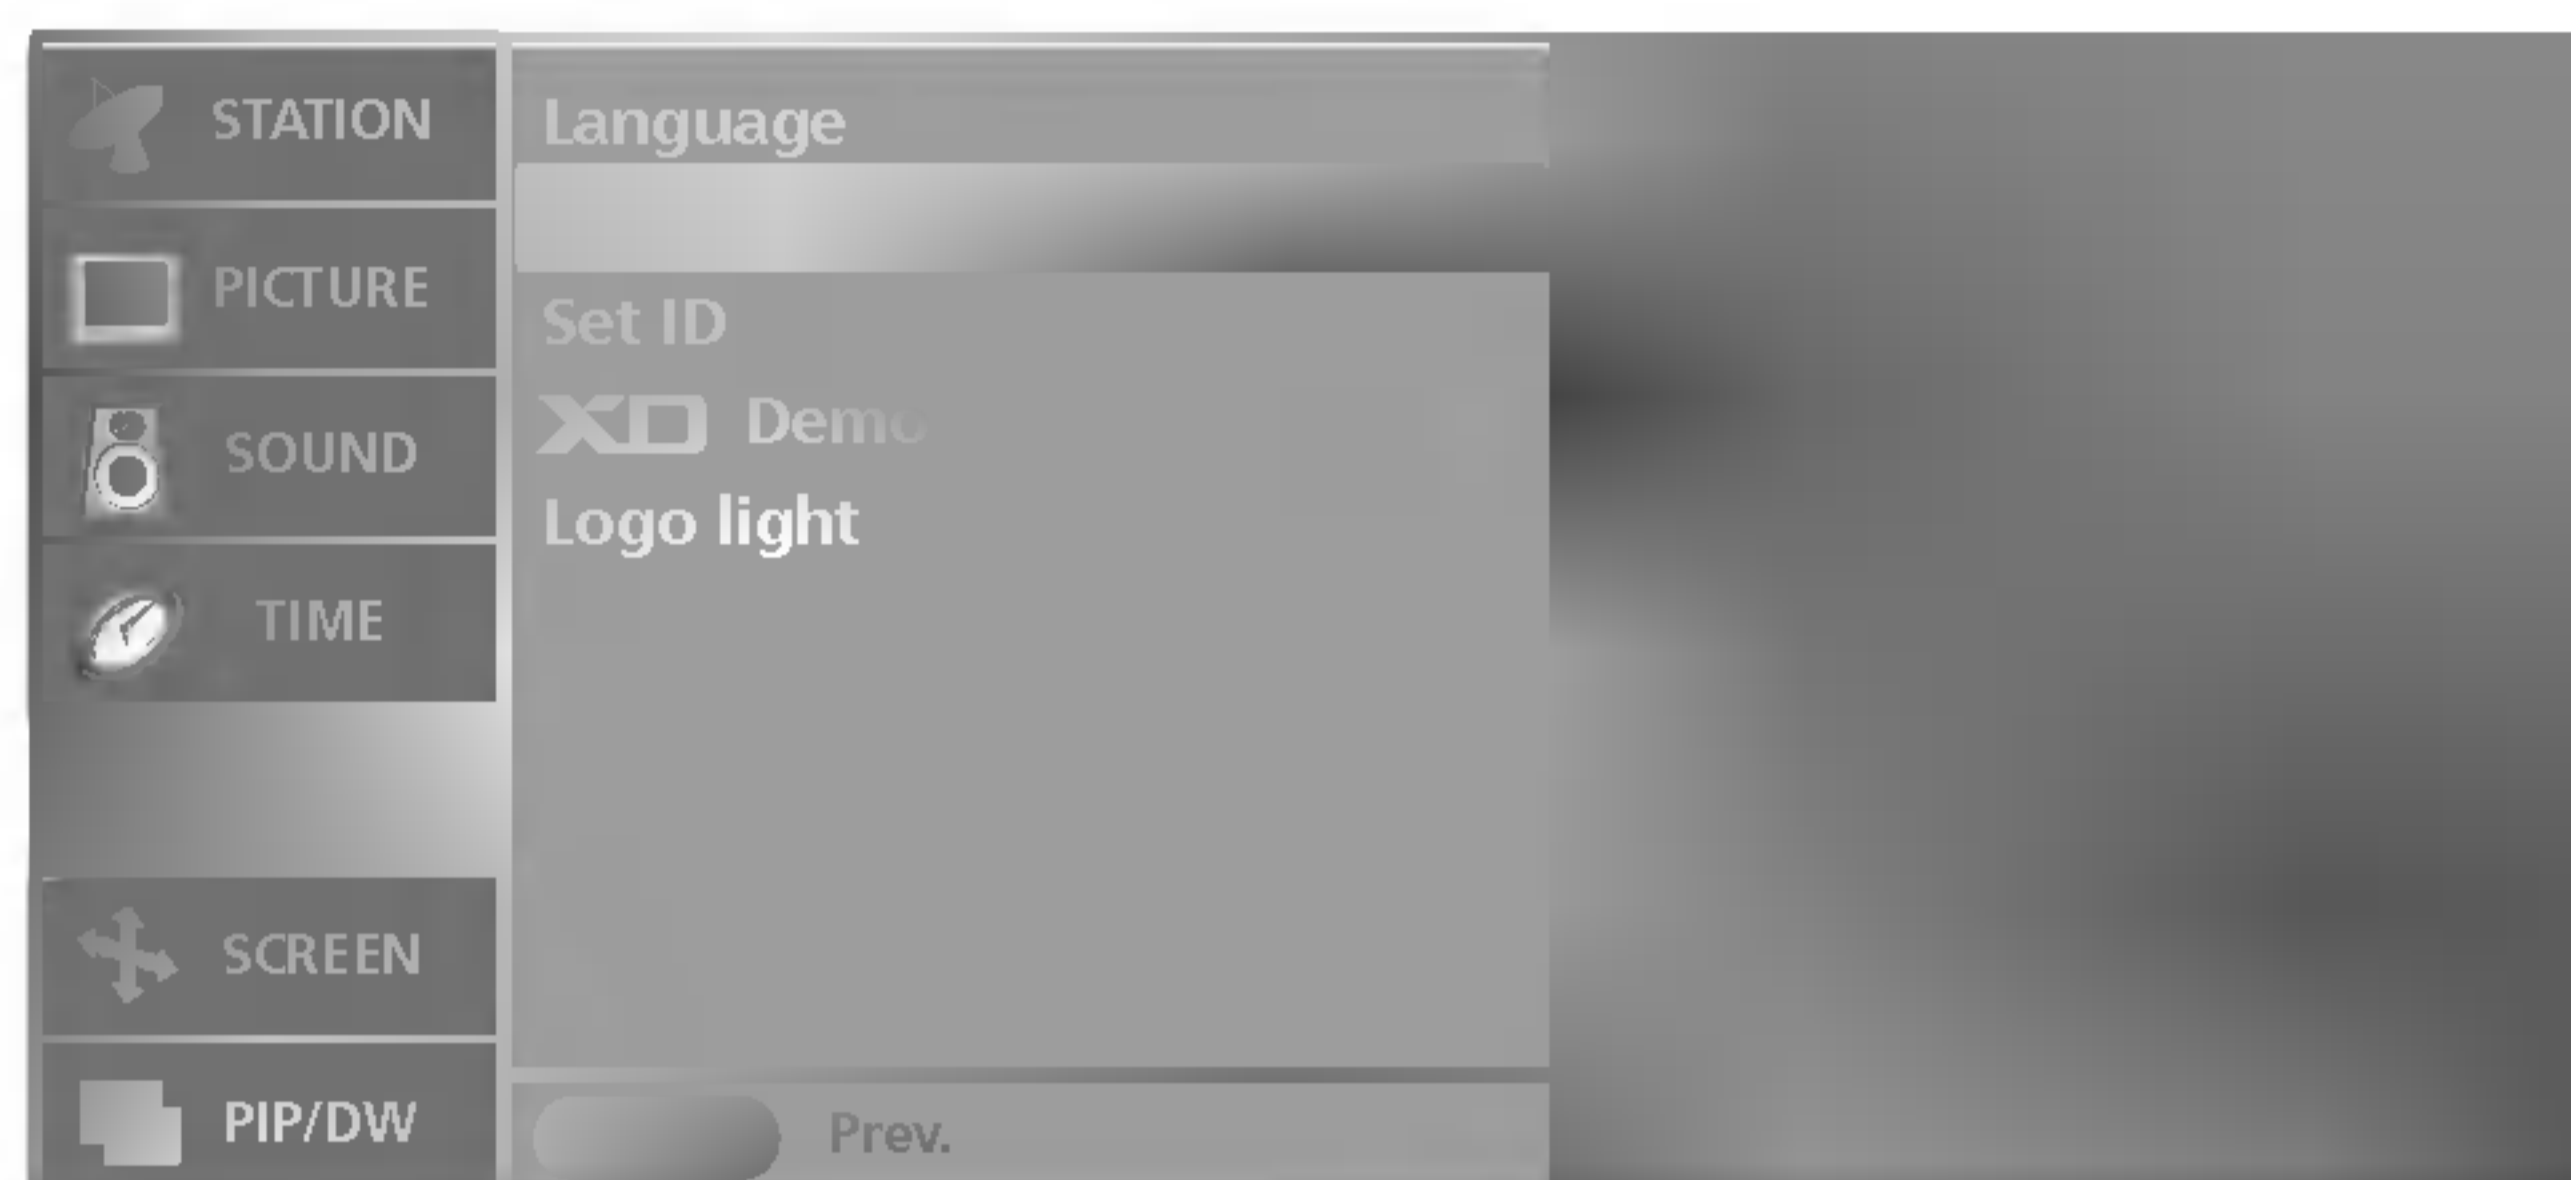 STATION
PICTURE
SOUND
TIME
SCREEN
PIP/DW
Language
Set ID
XD Demo
Logo light
Prev.